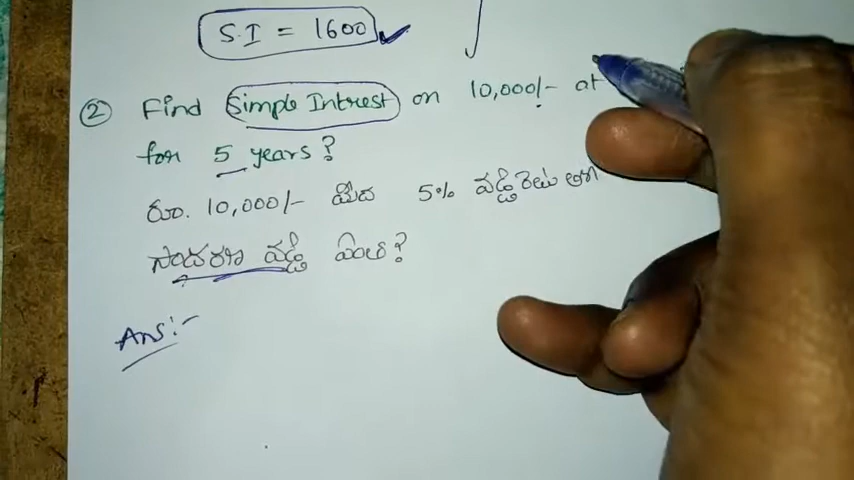 S.I = 1600
② Find Simple Intrest on 10,000/- at
for 5 years?
రూ. 10,000/- మీద 5% వడ్డీ రేటు
సాదరణ వడ్డీ ఎంత?
Ans:-